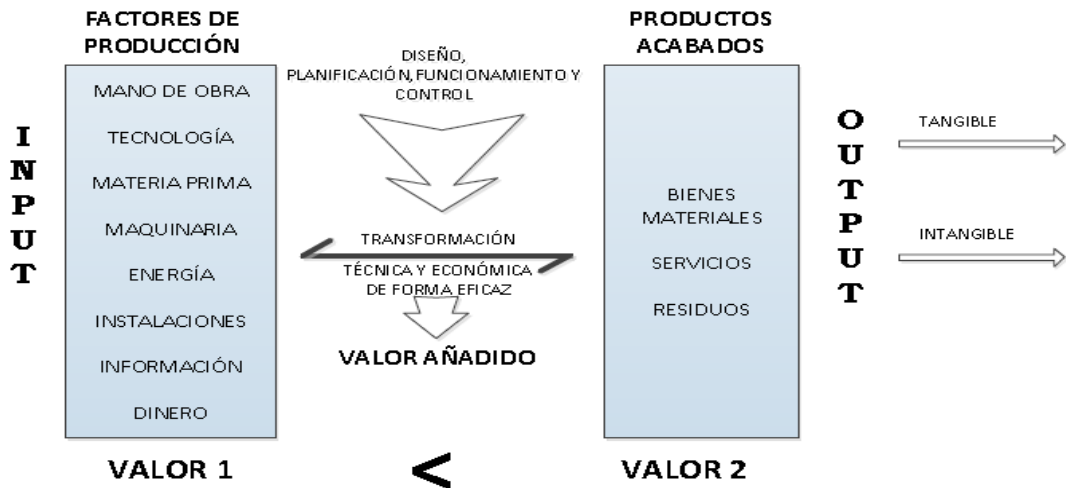 FACTORES DE
PRODUCCIÓN
INPUT
MANO DE OBRA
TECNOLOGÍA
MATERIA PRIMA
MAQUINARIA
ENERGÍA
INSTALACIONES
INFORMACIÓN
DINERO
VALOR 1
DISEÑO,
PLANIFICACIÓN, FUNCIONAMIENTO Y
CONTROL
TRANSFORMACIÓN
TÉCNICA Y ECONÓMICA
DE FORMA EFICAZ
VALOR AÑADIDO
<
PRODUCTOS
ACABADOS
BIENES
MATERIALES
SERVICIOS
RESIDUOS
VALOR 2
OUTPUT
TANGIBLE
INTANGIBLE